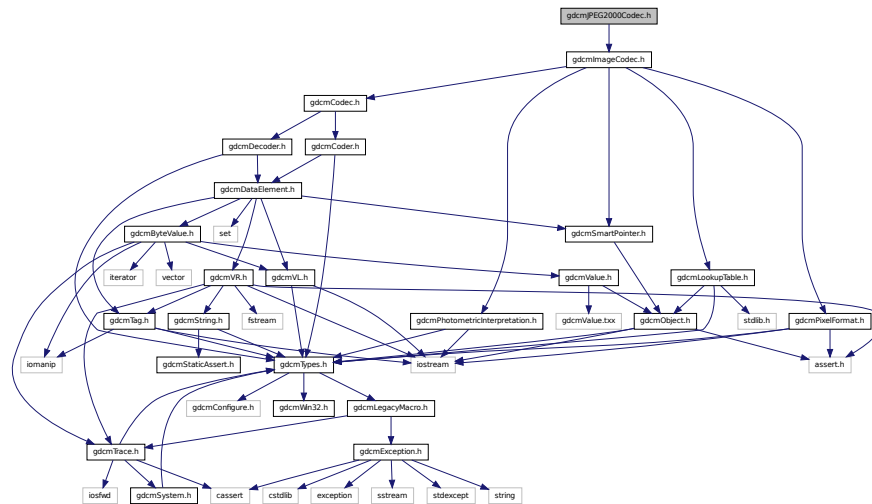 gdcmJPEG2000Codec.h
gdcmImageCodec.h
gdcmCodec.h
gdcmDecoder.h
gdcmCoder.h
gdcmDataElement.h
gdcmByteValue.h
set
gdcmSmartPointer.h
iterator
vector
gdcmVR.h
gdcmVL.h
gdcmValue.h
gdcmLookupTable.h
gdcmTag.h
gdcmString.h
fstream
gdcmPhotometricInterpretation.h
gdcmValue.txx
gdcmObject.h
stdlib.h
gdcmPixelFormat.h
iomanip
gdcmStaticAssert.h
gdcmTypes.h
iostream
assert.h
gdcmConfigure.h
gdcmWin32.h
gdcmLegacyMacro.h
gdcmTrace.h
gdcmException.h
iosfwd
gdcmSystem.h
cassert
cstdlib
exception
sstream
stdexcept
string